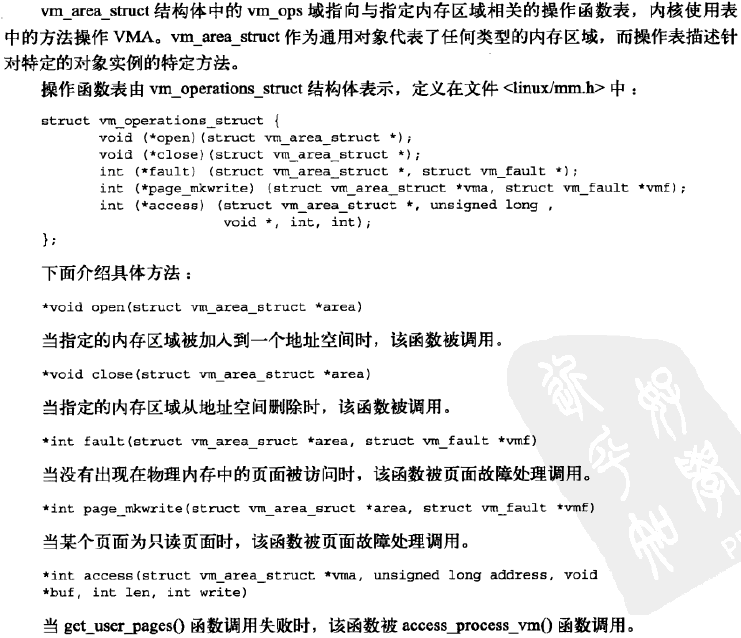 vm_area_struct 结构体中的 vm_ops 域指向与指定内存区域相关的操作函数表，内核使用表
中的方法操作 VMA。vm_area_struct 作为通用对象代表了任何类型的内存区域，而操作表描述针
对特定的对象实例的特定方法。
操作函数表由 vm_operations_struct 结构体表示，定义在文件 <linux/mm.h> 中：
struct vm_operations_struct {
void (*open)(struct vm_area_struct *);
void (*close)(struct vm_area_struct *);
int (*fault) (struct vm_area_struct *, struct vm_fault *);
int (*page_mkwrite) (struct vm_area_struct *vma, struct vm_fault *vmf);
int (*access) (struct vm_area_struct *, unsigned long ,
void *, int, int);
};
下面介绍具体方法：
*void open(struct vm_area_struct *area)
当指定的内存区域被加入到一个地址空间时，该函数被调用。
*void close(struct vm_area_struct *area)
当指定的内存区域从地址空间删除时，该函数被调用。
*int fault(struct vm_area_sruct *area, struct vm_fault *vmf)
当没有出现在物理内存中的页面被访问时，该函数被页面故障处理调用。
*int page_mkwrite(struct vm_area_sruct *area, struct vm_fault *vmf)
当某个页面为只读页面时，该函数被页面故障处理调用。
*int access(struct vm_area_struct *vma, unsigned long address, void
*buf, int len, int write)
当 get_user_pages() 函数调用失败时，该函数被 access_process_vm() 函数调用。